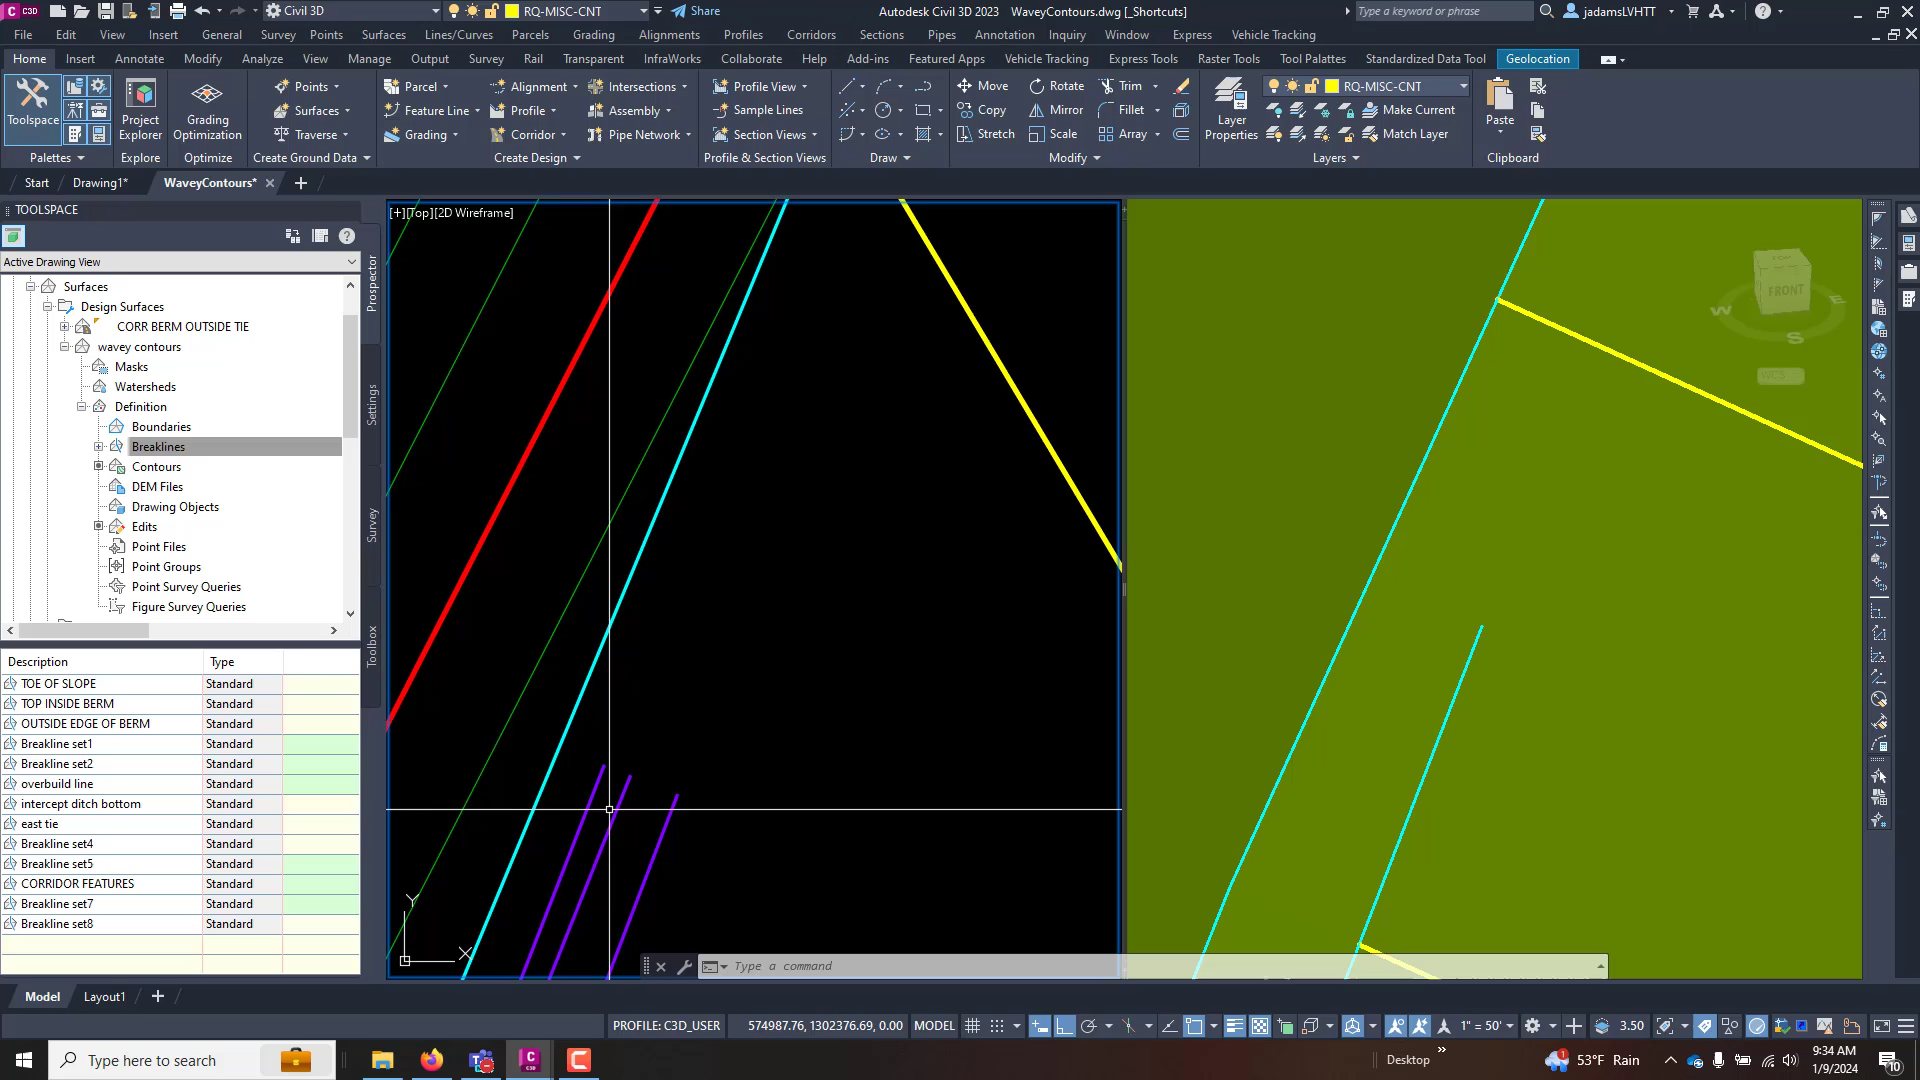 C C3D Civil 3D RQ-MISC-CNT Share Autodesk Civil 3D 2023 WaveyContours.dwg [_Shortcuts] Type a keyword or phrase jadamsLVHTT
File Edit View Insert General Survey Points Surfaces Lines/Curves Parcels Grading Alignments Profiles Corridors Sections Pipes Annotation Inquiry Window Express Vehicle Tracking
Home Insert Annotate Modify Analyze View Manage Output Survey Rail Transparent InfraWorks Collaborate Help Add-ins Featured Apps Vehicle Tracking Express Tools Raster Tools Tool Palettes Standardized Data Tool Geolocation
Points Parcel Alignment Intersections Profile View Move Rotate Trim RQ-MISC-CNT
Surfaces Feature Line Profile Assembly Sample Lines Copy Mirror Fillet Make Current
Traverse Grading Corridor Pipe Network Section Views Stretch Scale Array Match Layer
Toolspace Project Explorer Grading Optimization Layer Properties Paste
Palettes Explore Optimize Create Ground Data Create Design Profile & Section Views Draw Modify Layers Clipboard
Start Drawing1* WaveyContours*
TOOLSPACE
Active Drawing View
Surfaces
Design Surfaces
CORR BERM OUTSIDE TIE
wavey contours
Masks
Watersheds
Definition
Boundaries
Breaklines
Contours
DEM Files
Drawing Objects
Edits
Point Files
Point Groups
Point Survey Queries
Figure Survey Queries
Prospector
Settings
Survey
Toolbox
Description Type
TOE OF SLOPE Standard
TOP INSIDE BERM Standard
OUTSIDE EDGE OF BERM Standard
Breakline set1 Standard
Breakline set2 Standard
overbuild line Standard
intercept ditch bottom Standard
east tie Standard
Breakline set4 Standard
Breakline set5 Standard
CORRIDOR FEATURES Standard
Breakline set7 Standard
Breakline set8 Standard
[+][Top][2D Wireframe]
Y
X
TOP
FRONT
W E
S
WCS
Type a command
Model Layout1
PROFILE: C3D_USER 574987.76, 1302376.69, 0.00 MODEL 1" = 50' 3.50
Type here to search Desktop 53°F Rain 9:34 AM
1/9/2024
10